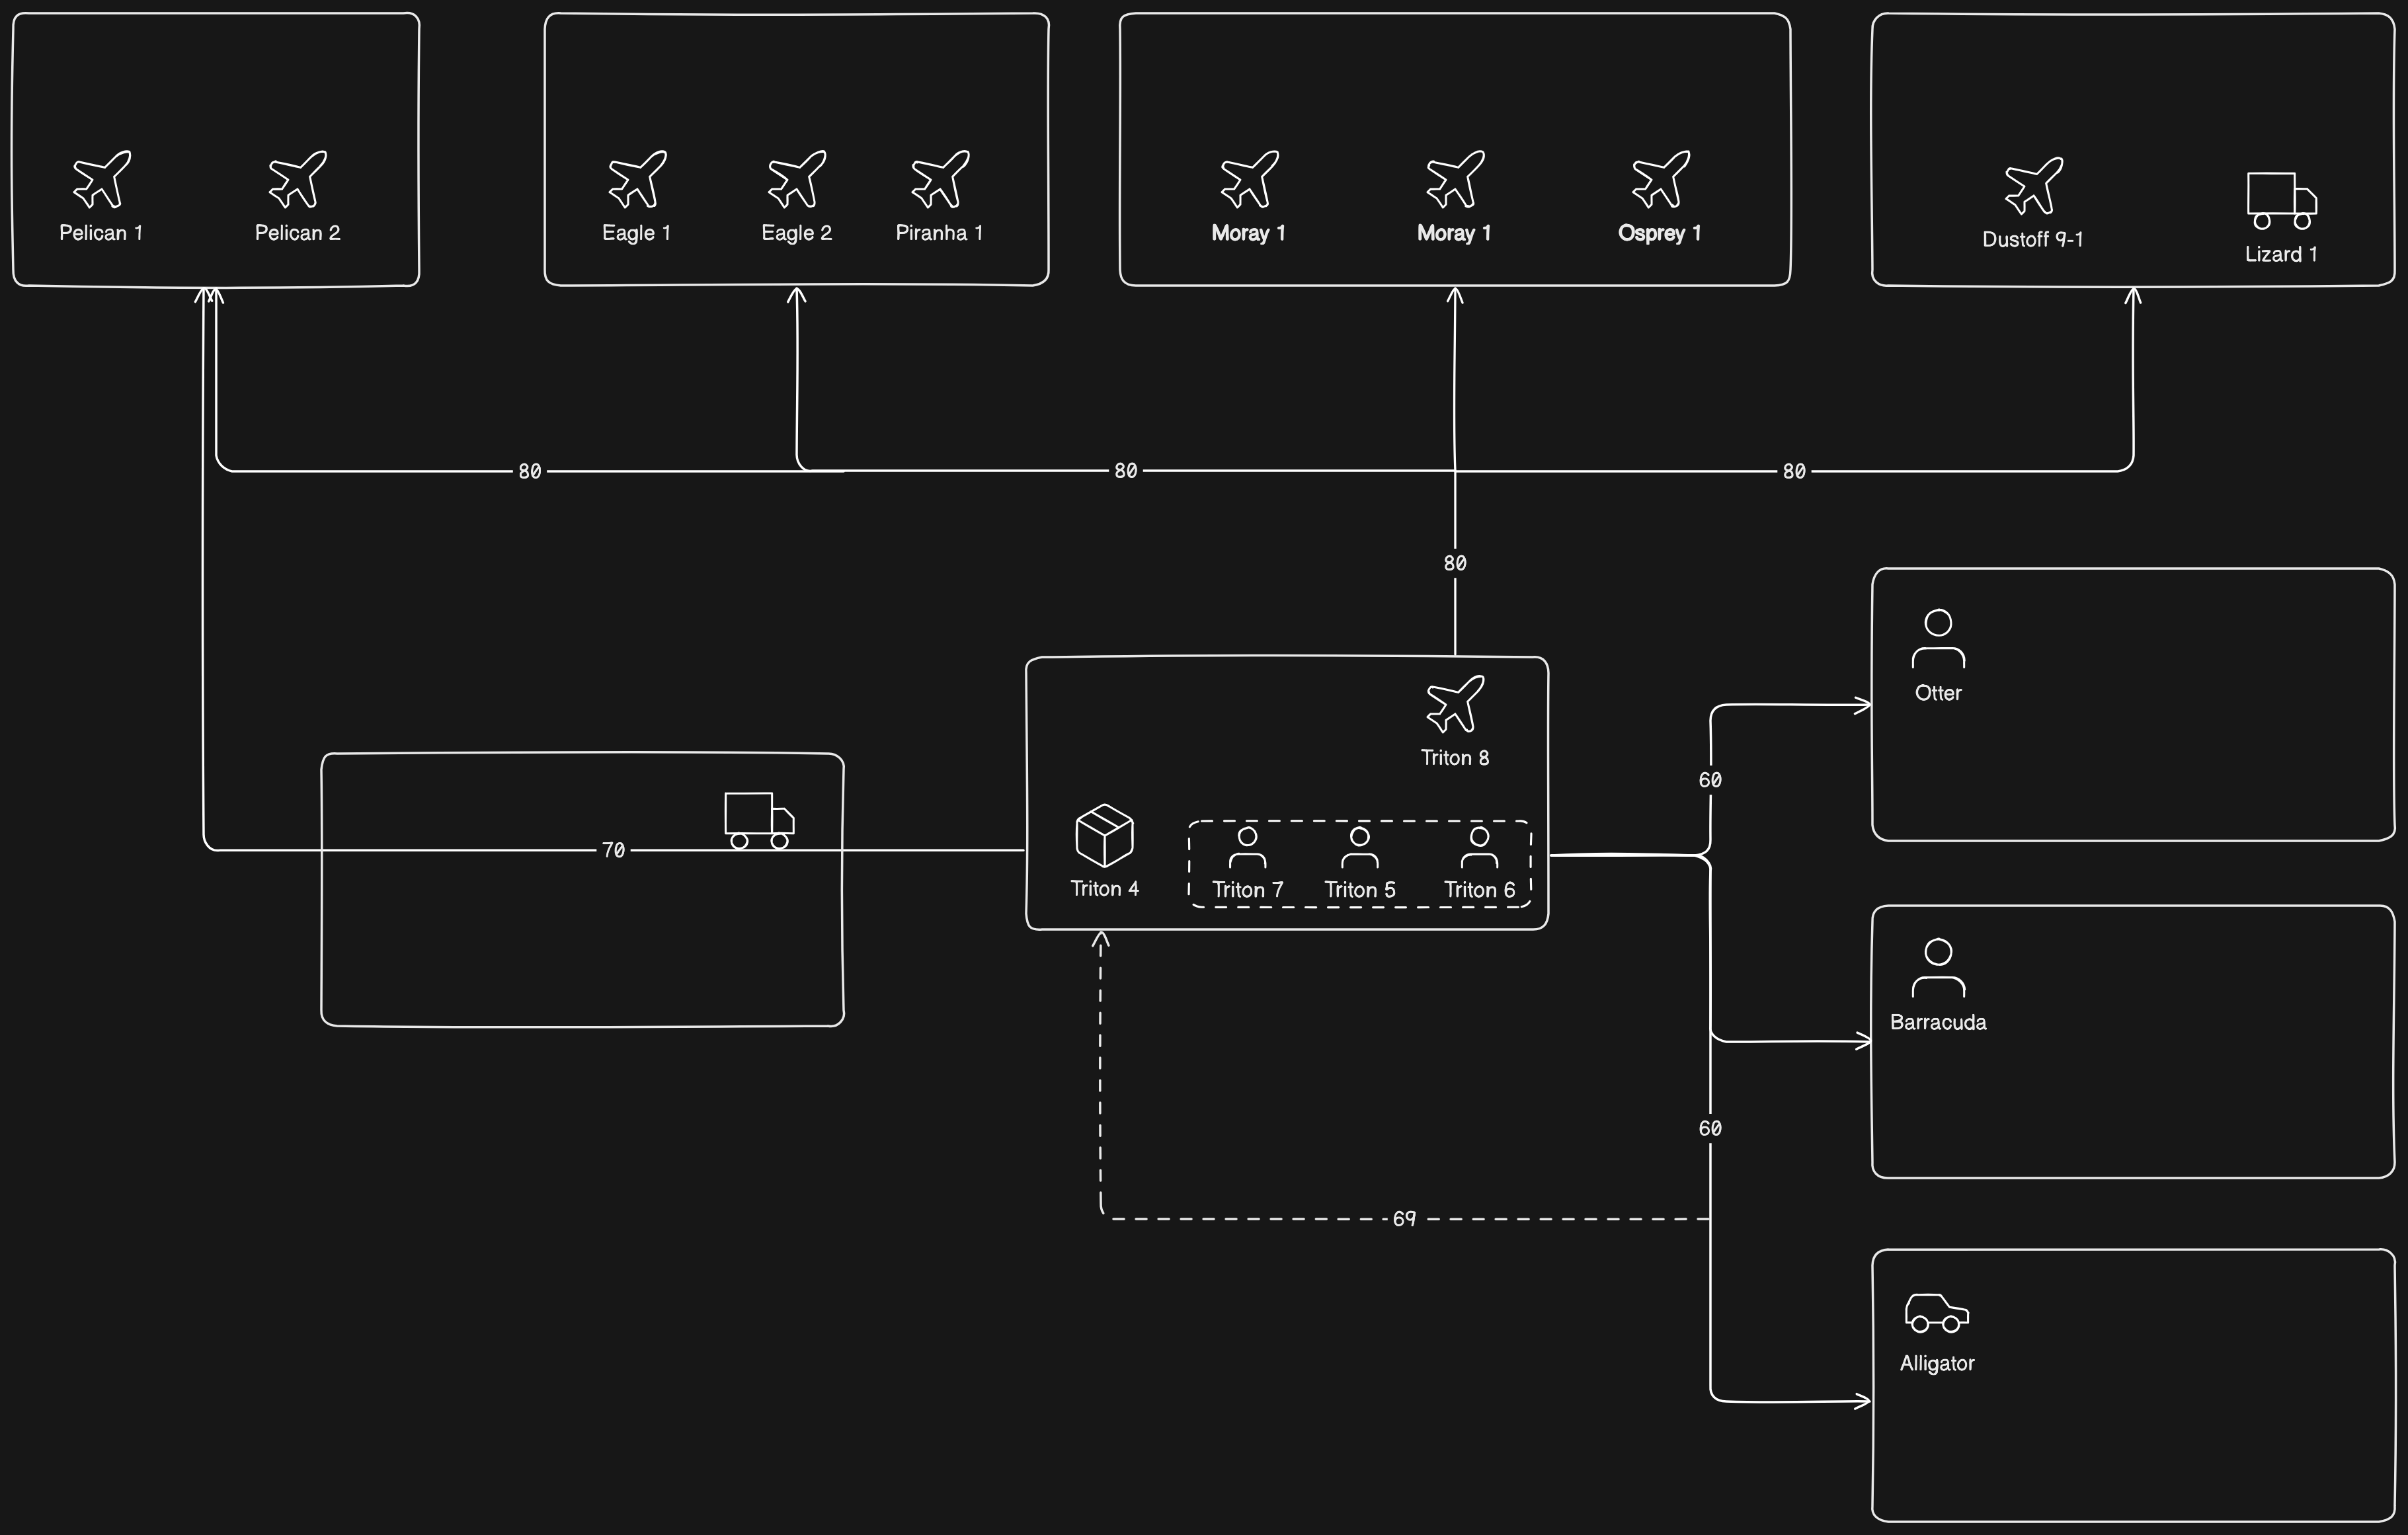 Pelican 1
Pelican 2
Eagle 1
Eagle 2
Piranha 1
Moray 1
Moray 1
Osprey 1
Dustoff 9-1
Lizard 1
80
80
80
80
Triton 8
Otter
60
70
Triton 4
Triton 7
Triton 5
Triton 6
Barracuda
60
69
Alligator